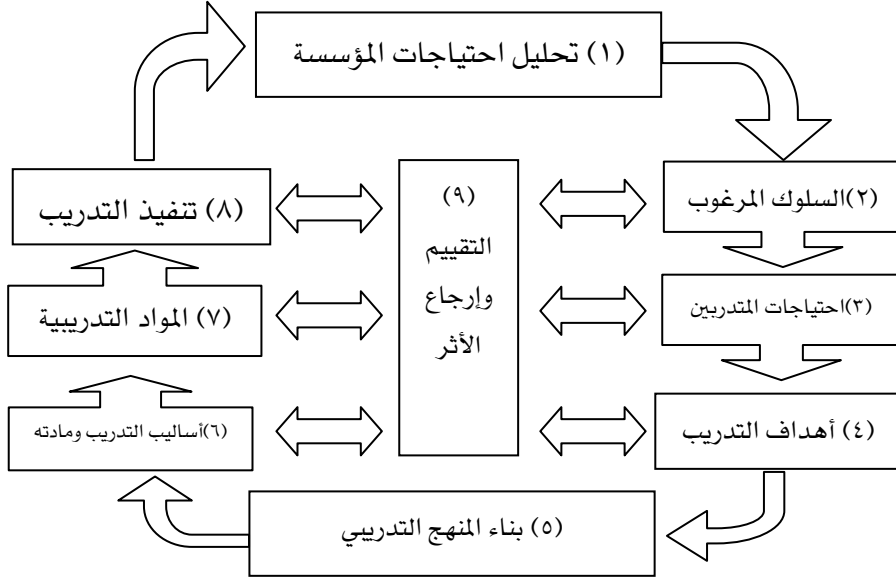 (١) تحليل احتياجات المؤسسة
(٢)السلوك المرغوب
(٣)احتياجات المتدربين
(٤) أهداف التدريب
(٥) بناء المنهج التدريبي
(٦)أساليب التدريب ومادته
(٧) المواد التدريبية
(٨) تنفيذ التدريب
(٩)
التقييم
وإرجاع
الأثر